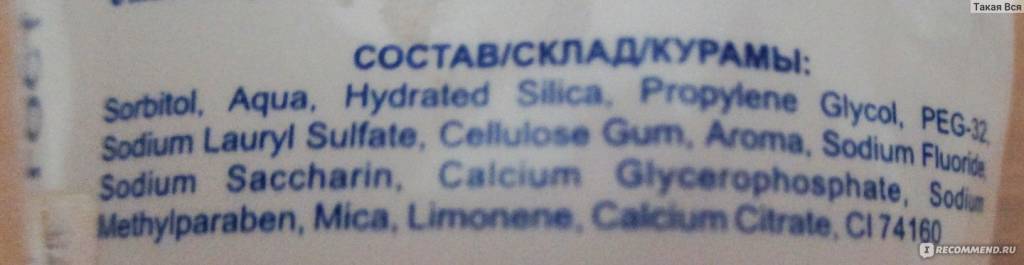 Такая Вся
СОСТАВ/СКЛАД/КУРАМЫ:
Sorbitol, Aqua, Hydrated Silica, Propylene Glycol, PEG-32,
Sodium Lauryl Sulfate, Cellulose Gum, Aroma, Sodium Fluoride,
Sodium Saccharin, Calcium Glycerophosphate, Sodium
Methylparaben, Mica, Limonene, Calcium Citrate, CI 74160
I RECOMMEND.RU